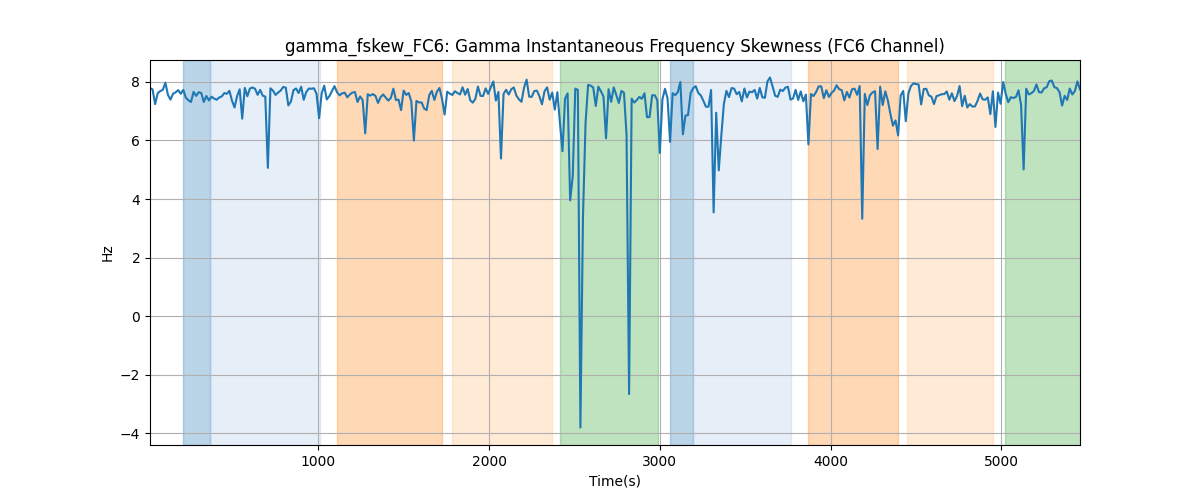 gamma_fskew_FC6: Gamma Instantaneous Frequency Skewness (FC6 Channel)
8
6
4
2
0
−2
−4
Hz
1000 2000 3000 4000 5000
Time(s)